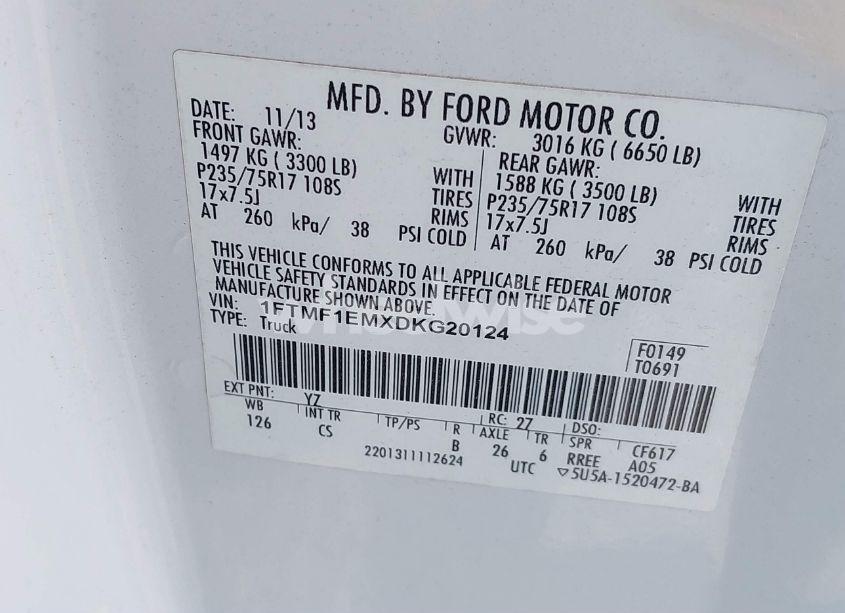 MFD. BY FORD MOTOR CO.
DATE: 11/13 GVWR: 3016 KG ( 6650 LB)
FRONT GAWR: REAR GAWR:
1497 KG ( 3300 LB) WITH 1588 KG ( 3500 LB) WITH
P235/75R17 108S TIRES P235/75R17 108S TIRES
17x7.5J RIMS 17x7.5J RIMS
AT 260 kPa/ 38 PSI COLD AT 260 kPa/ 38 PSI COLD
THIS VEHICLE CONFORMS TO ALL APPLICABLE FEDERAL MOTOR
VEHICLE SAFETY STANDARDS IN EFFECT ON THE DATE OF
MANUFACTURE SHOWN ABOVE.
VIN: 1FTMF1EMXDKG20124
TYPE: Truck
F0149
T0691
EXT PNT: YZ RC: 27 DSO:
WB INT TR TP/PS R AXLE TR SPR CF617
126 CS B 26 6 RREE A05
2201311112624 UTC ▽5U5A-1520472-BA